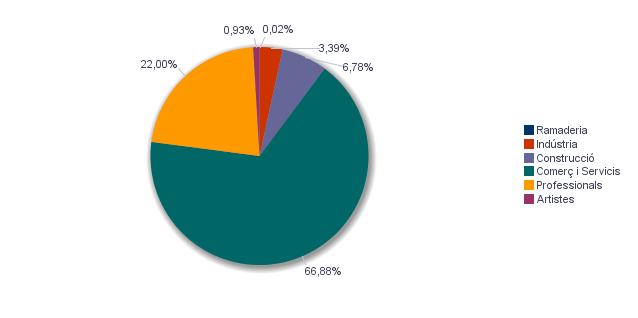 0,93%
0,02%
3,39%
6,78%
22,00%
66,88%
Ramaderia
Indústria
Construcció
Comerç i Servicis
Professionals
Artistes